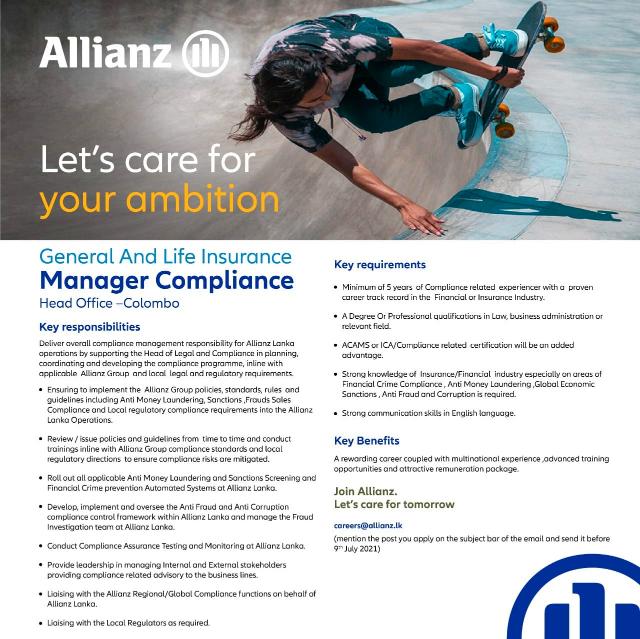 Allianz
Let's care for
your ambition
General And Life Insurance
Manager Compliance
Head Office –Colombo
Key responsibilities
Deliver overall compliance management responsibility for Allianz Lanka
operations by supporting the Head of Legal and Compliance in planning,
coordinating and developing the compliance programme, inline with
applicable Allianz Group and local legal and regulatory requirements.
• Ensuring to implement the Allianz Group policies, standards, rules and
guidelines including Anti Money Laundering, Sanctions ,Frauds Sales
Compliance and Local regulatory compliance requirements into the Allianz
Lanka Operations.
• Review / issue policies and guidelines from time to time and conduct
trainings inline with Allianz Group compliance standards and local
regulatory directions to ensure compliance risks are mitigated.
• Roll out all applicable Anti Money Laundering and Sanctions Screening and
Financial Crime prevention Automated Systems at Allianz Lanka.
• Develop, implement and oversee the Anti Fraud and Anti Corruption
compliance control framework within Allianz Lanka and manage the Fraud
Investigation team at Allianz Lanka.
• Conduct Compliance Assurance Testing and Monitoring at Allianz Lanka.
• Provide leadership in managing Internal and External stakeholders
providing compliance related advisory to the business lines.
• Liaising with the Allianz Regional/Global Compliance functions on behalf of
Allianz Lanka.
• Liaising with the Local Regulators as required.
Key requirements
• Minimum of 5 years of Compliance related experiencer with a proven
career track record in the Financial or Insurance Industry.
• A Degree Or Professional qualifications in Law, business administration or
relevant field.
• ACAMS or ICA/Compliance related certification will be an added
advantage.
• Strong knowledge of Insurance/Financial industry especially on areas of
Financial Crime Compliance , Anti Money Laundering ,Global Economic
Sanctions , Anti Fraud and Corruption is required.
• Strong communication skills in English language.
Key Benefits
A rewarding career coupled with multinational experience ,advanced training
opportunities and attractive remuneration package.
Join Allianz.
Let's care for tomorrow
careers@allianz.lk
(mention the post you apply on the subject bar of the email and send it before
9th July 2021)